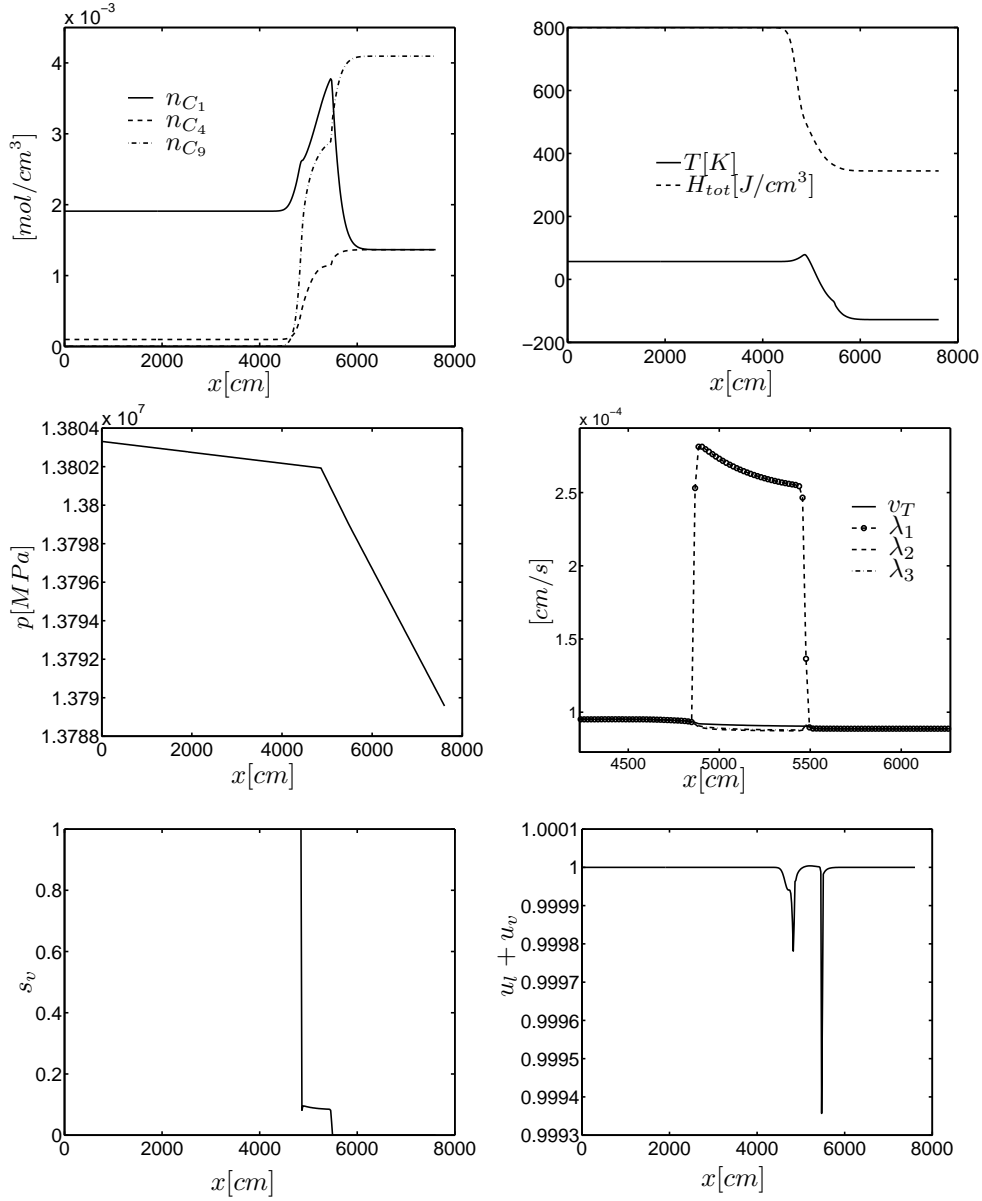 x 10⁻³
4
3
2
1
0
[mol/cm³]
n_{C_1}
n_{C_4}
n_{C_9}
0 2000 4000 6000 8000
x[cm]
800
600
400
200
0
−200
T[K]
H_{tot}[J/cm³]
0 2000 4000 6000 8000
x[cm]
x 10⁷
1.3804
1.3802
1.38
1.3798
1.3796
1.3794
1.3792
1.379
1.3788
p[MPa]
0 2000 4000 6000 8000
x[cm]
x 10⁻⁴
2.5
2
1.5
1
[cm/s]
v_T
λ₁
λ₂
λ₃
4500 5000 5500 6000
x[cm]
1
0.8
0.6
0.4
0.2
0
s_v
0 2000 4000 6000 8000
x[cm]
1.0001
1
0.9999
0.9998
0.9997
0.9996
0.9995
0.9994
0.9993
u_l + u_v
0 2000 4000 6000 8000
x[cm]